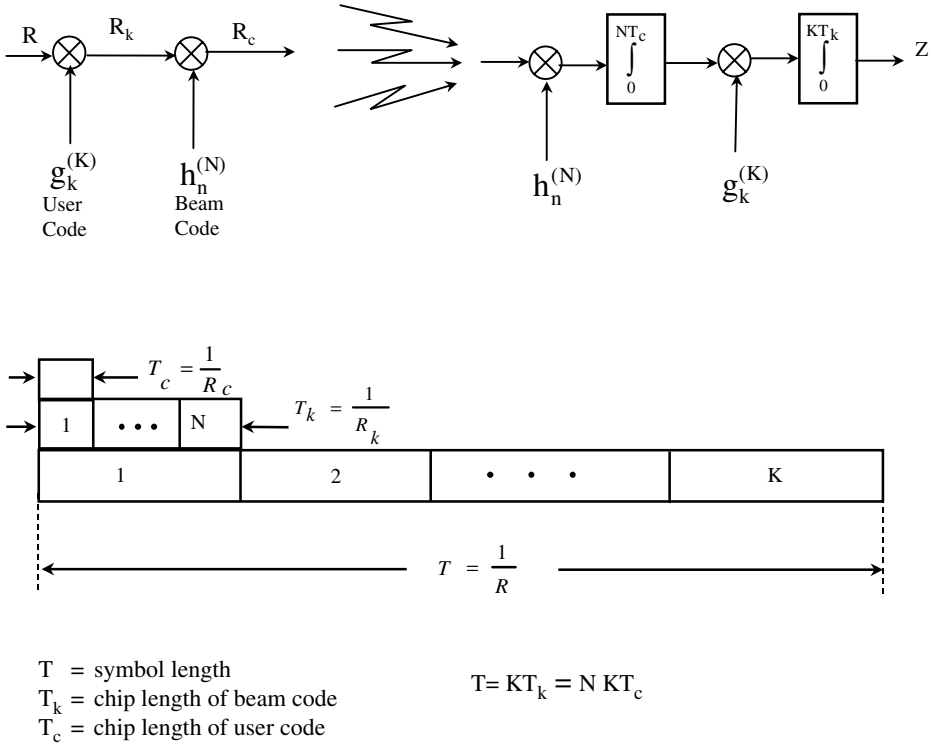 R R_k R_c
g_k^(K) h_n^(N)
User Code
Beam Code
NT_c ∫ 0
KT_k ∫ 0
Z
h_n^(N) g_k^(K)
T_c = 1/R_c
1 • • • N T_k = 1/R_k
1 2 • • • K
T = 1/R
T = symbol length
T_k = chip length of beam code
T_c = chip length of user code
T= KT_k = N KT_c